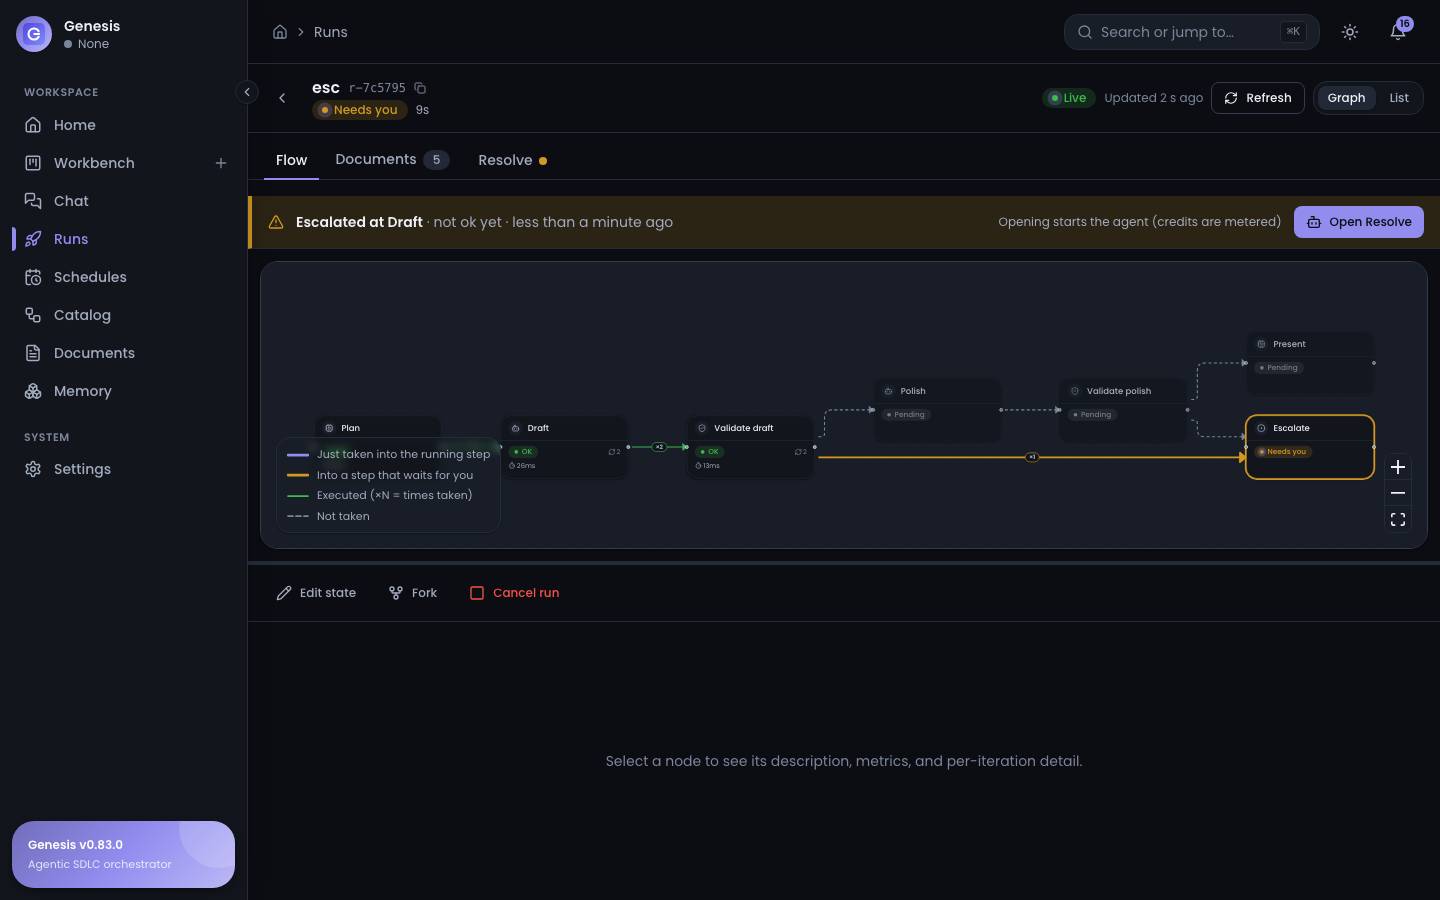 Genesis
None
WORKSPACE
Home
Workbench
Chat
Runs
Schedules
Catalog
Documents
Memory
SYSTEM
Settings
Genesis v0.83.0
Agentic SDLC orchestrator
Runs
Search or jump to...
⌘K
16
esc r-7c5795
Needs you 9s
Live Updated 2 s ago Refresh Graph List
Flow Documents 5 Resolve
Escalated at Draft · not ok yet · less than a minute ago
Opening starts the agent (credits are metered) Open Resolve
Present
Pending
Polish
Pending
Validate polish
Pending
Plan
Draft
OK 2
26ms
×2
Validate draft
OK 2
13ms
×1
Escalate
Needs you
Just taken into the running step
Into a step that waits for you
Executed (×N = times taken)
Not taken
Edit state Fork Cancel run
Select a node to see its description, metrics, and per-iteration detail.